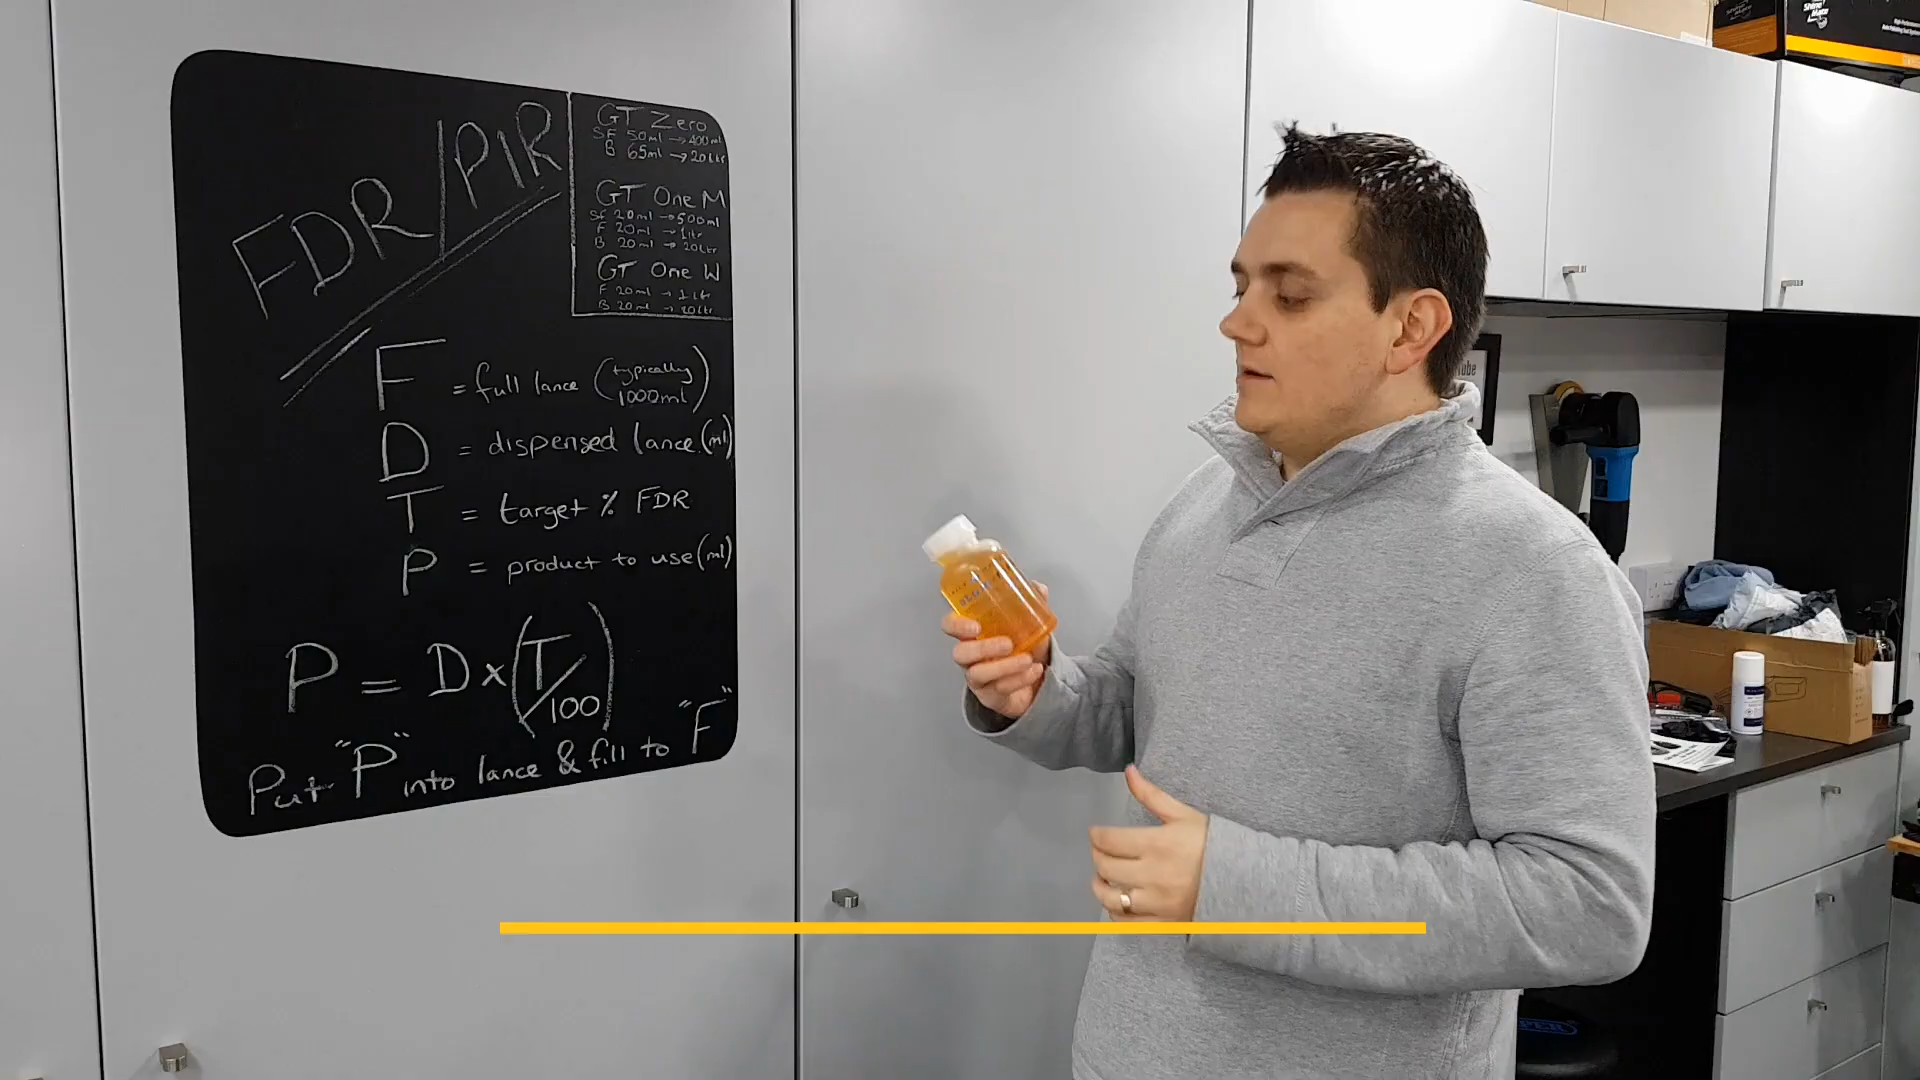 FDR/PIR
GT Zero
SF 50ml → 400ml
B 65ml → 20Ltr
GT One M
SF 20ml → 500ml
F 20ml → 1Ltr
B 20ml → 20Ltr
GT One W
F 20ml → 1Ltr
B 20ml → 20Ltr
F = full lance (typically 1000ml)
D = dispensed lance (ml)
T = target % FDR
P = product to use (ml)
P = D x (T/100)
Put "P" into lance & fill to "F"
Shine
Mate